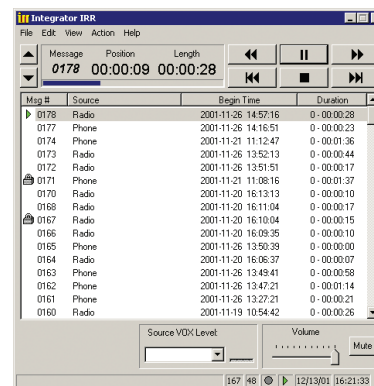 Integrator IRR
File Edit View Action Help
Message Position Length
0178 00:00:09 00:00:28
Msg # Source Begin Time Duration
0178 Radio 2001-11-26 14:57:16 0 - 00:00:28
0177 Phone 2001-11-26 14:16:51 0 - 00:00:23
0174 Phone 2001-11-21 11:12:47 0 - 00:01:36
0173 Radio 2001-11-26 13:52:13 0 - 00:00:44
0172 Radio 2001-11-26 13:51:51 0 - 00:00:17
0171 Phone 2001-11-21 11:08:16 0 - 00:01:37
0170 Radio 2001-11-20 16:13:13 0 - 00:00:10
0168 Radio 2001-11-20 16:11:04 0 - 00:00:17
0167 Radio 2001-11-20 16:10:04 0 - 00:00:15
0166 Radio 2001-11-20 16:09:35 0 - 00:00:10
0165 Phone 2001-11-26 13:50:39 0 - 00:00:00
0164 Radio 2001-11-20 16:06:37 0 - 00:00:07
0163 Phone 2001-11-26 13:49:41 0 - 00:00:58
0162 Phone 2001-11-26 13:47:21 0 - 00:01:14
0161 Phone 2001-11-26 13:27:21 0 - 00:00:21
0160 Radio 2001-11-19 10:54:42 0 - 00:00:26
Source VOX Level: Volume
Mute
167 48 12/13/01 16:21:33